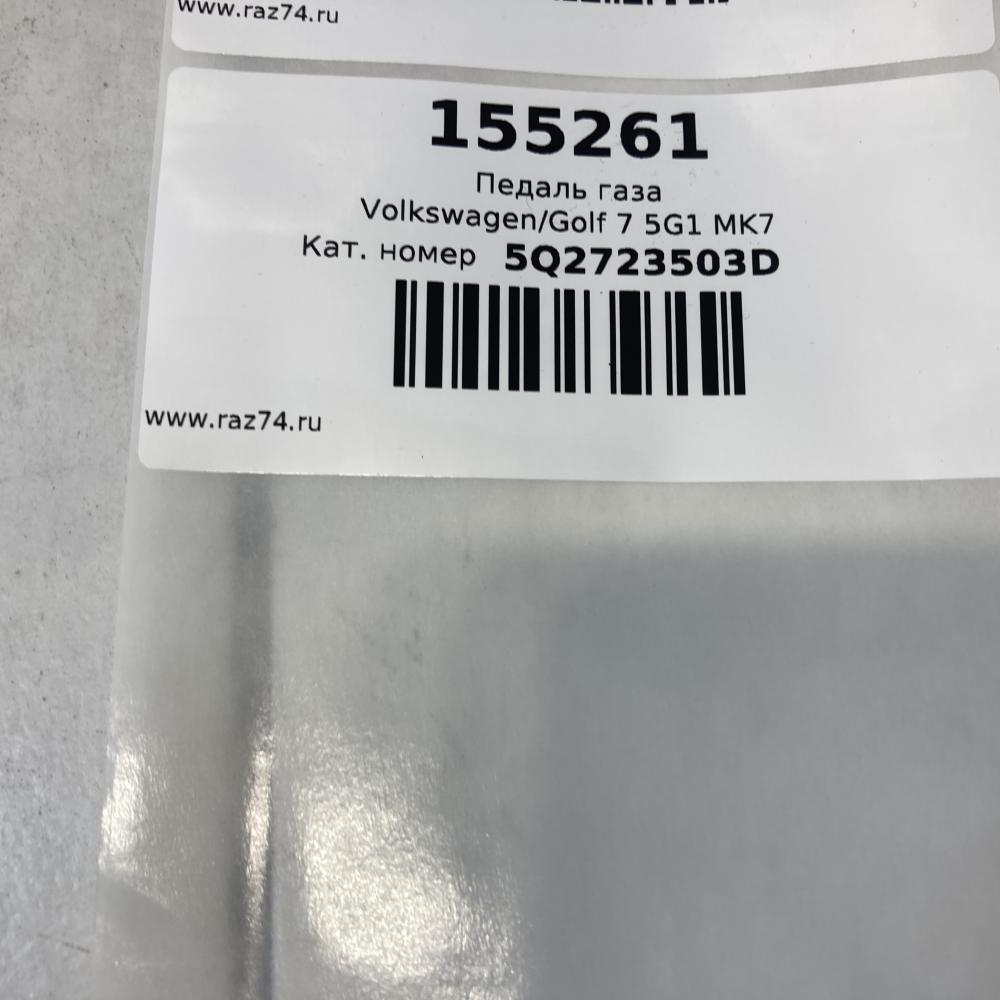 www.raz74.ru
155261
Педаль газа
Volkswagen/Golf 7 5G1 MK7
Кат. номер 5Q2723503D
www.raz74.ru